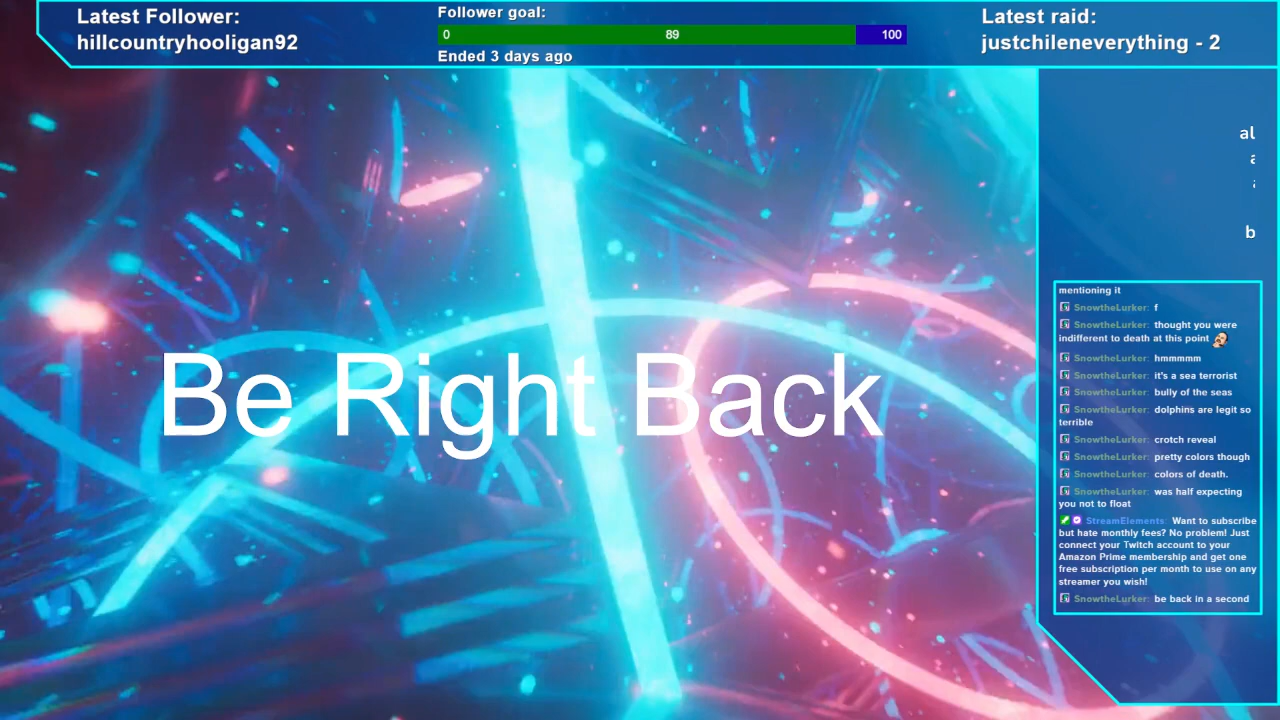 Latest Follower:
hillcountryhooligan92
Follower goal:
0 89 100
Ended 3 days ago
Latest raid:
justchileneverything - 2
al
a
b
Be Right Back
mentioning it
SnowtheLurker: f
SnowtheLurker: thought you were
indifferent to death at this point
SnowtheLurker: hmmmmm
SnowtheLurker: it's a sea terrorist
SnowtheLurker: bully of the seas
SnowtheLurker: dolphins are legit so
terrible
SnowtheLurker: crotch reveal
SnowtheLurker: pretty colors though
SnowtheLurker: colors of death.
SnowtheLurker: was half expecting
you not to float
StreamElements: Want to subscribe
but hate monthly fees? No problem! Just
connect your Twitch account to your
Amazon Prime membership and get one
free subscription per month to use on any
streamer you wish!
SnowtheLurker: be back in a second